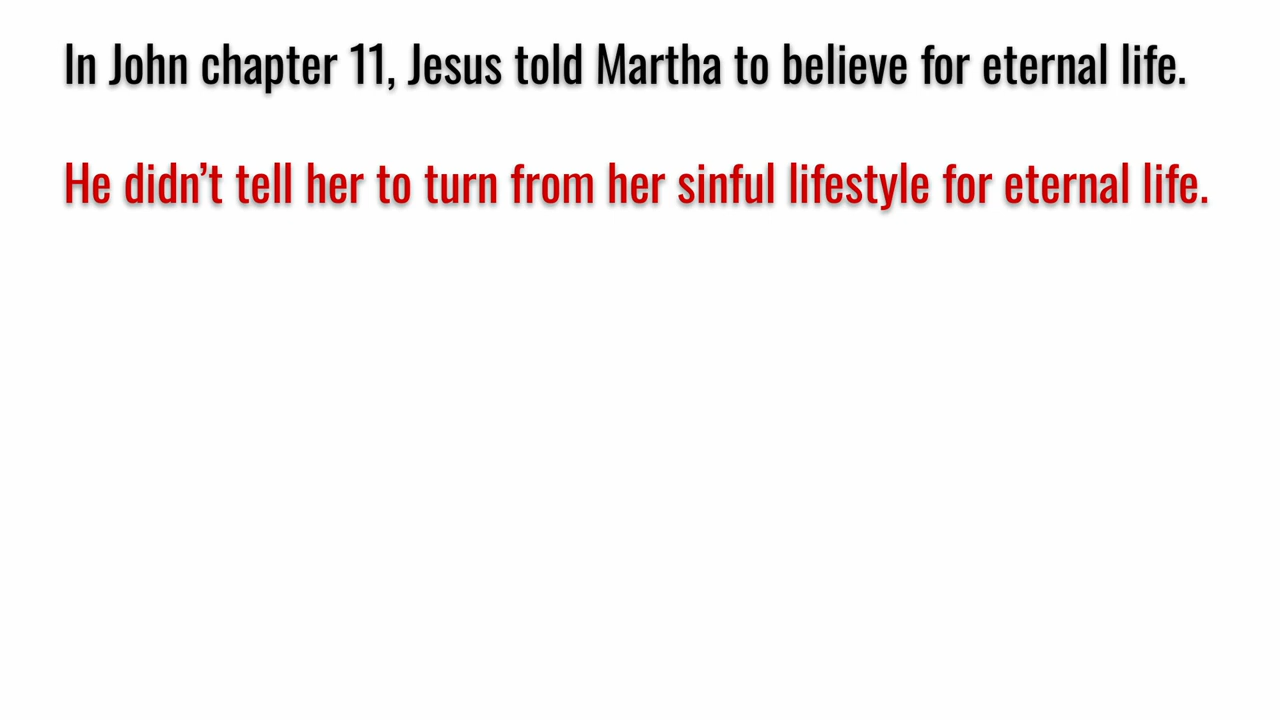 In John chapter 11, Jesus told Martha to believe for eternal life.
He didn’t tell her to turn from her sinful lifestyle for eternal life.